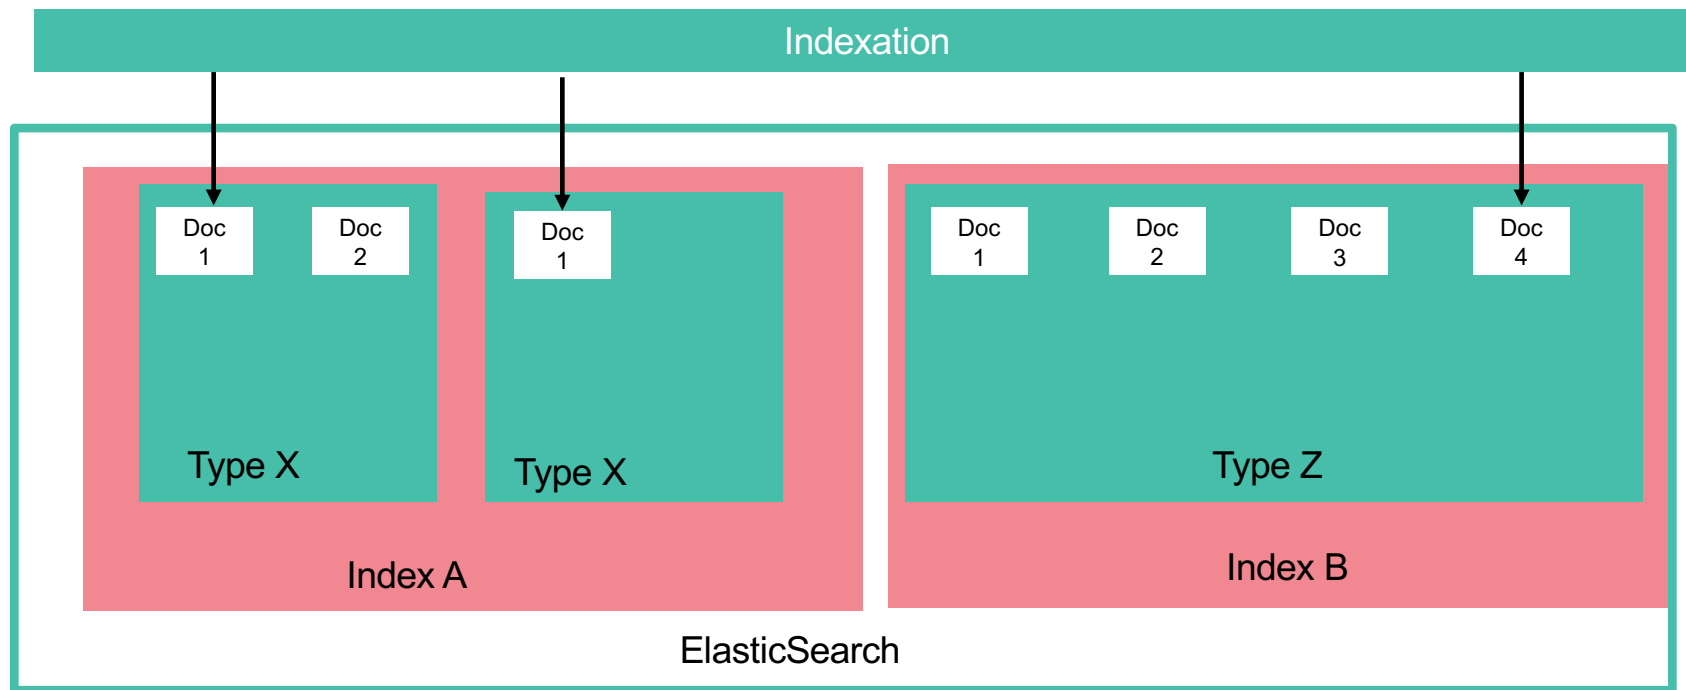 Indexation
Doc
1
Doc
2
Type X
Doc
1
Type X
Index A
Doc
1
Doc
2
Doc
3
Doc
4
Type Z
Index B
ElasticSearch